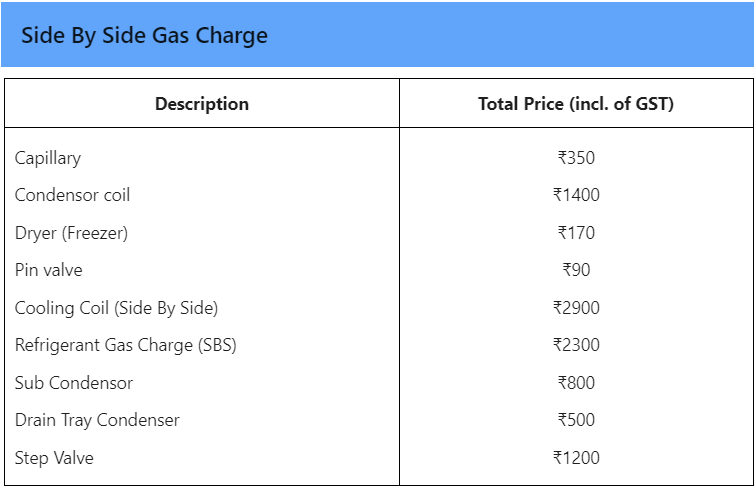 Side By Side Gas Charge
Description Total Price (incl. of GST)
Capillary ₹350
Condensor coil ₹1400
Dryer (Freezer) ₹170
Pin valve ₹90
Cooling Coil (Side By Side) ₹2900
Refrigerant Gas Charge (SBS) ₹2300
Sub Condensor ₹800
Drain Tray Condenser ₹500
Step Valve ₹1200